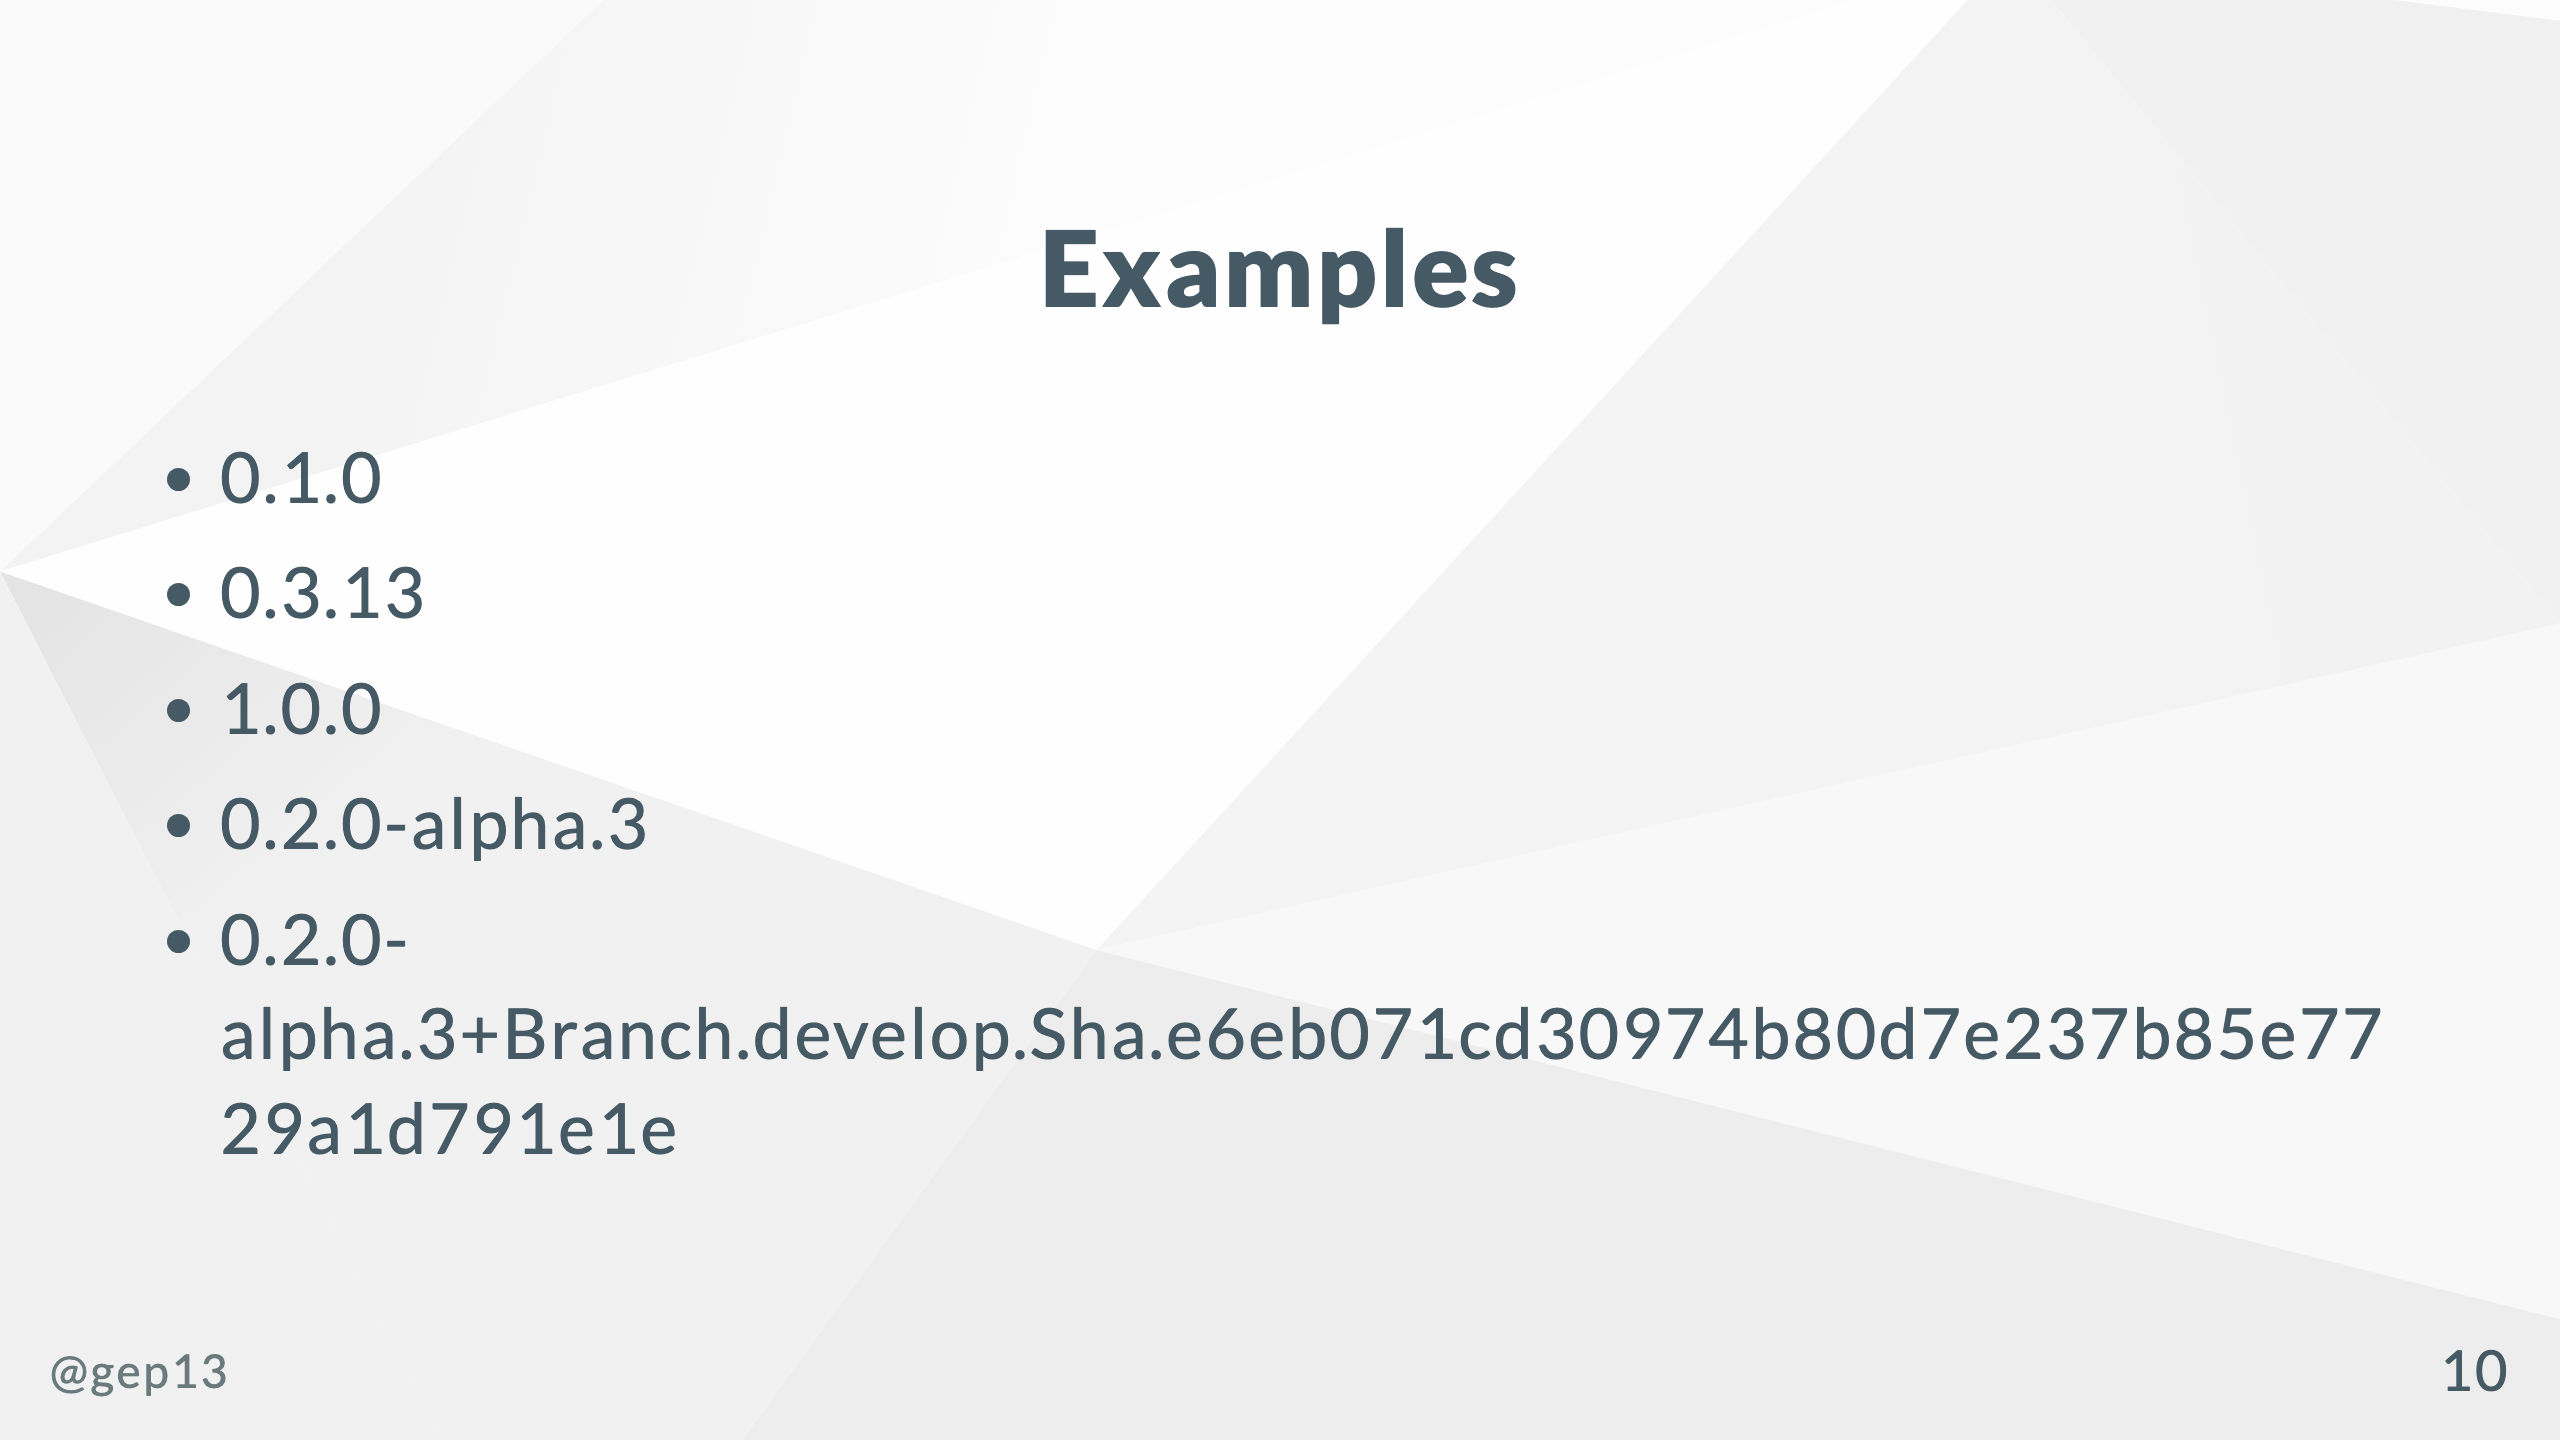 Examples
• 0.1.0
• 0.3.13
• 1.0.0
• 0.2.0-alpha.3
• 0.2.0-
alpha.3+Branch.develop.Sha.e6eb071cd30974b80d7e237b85e77
29a1d791e1e
@gep13
10